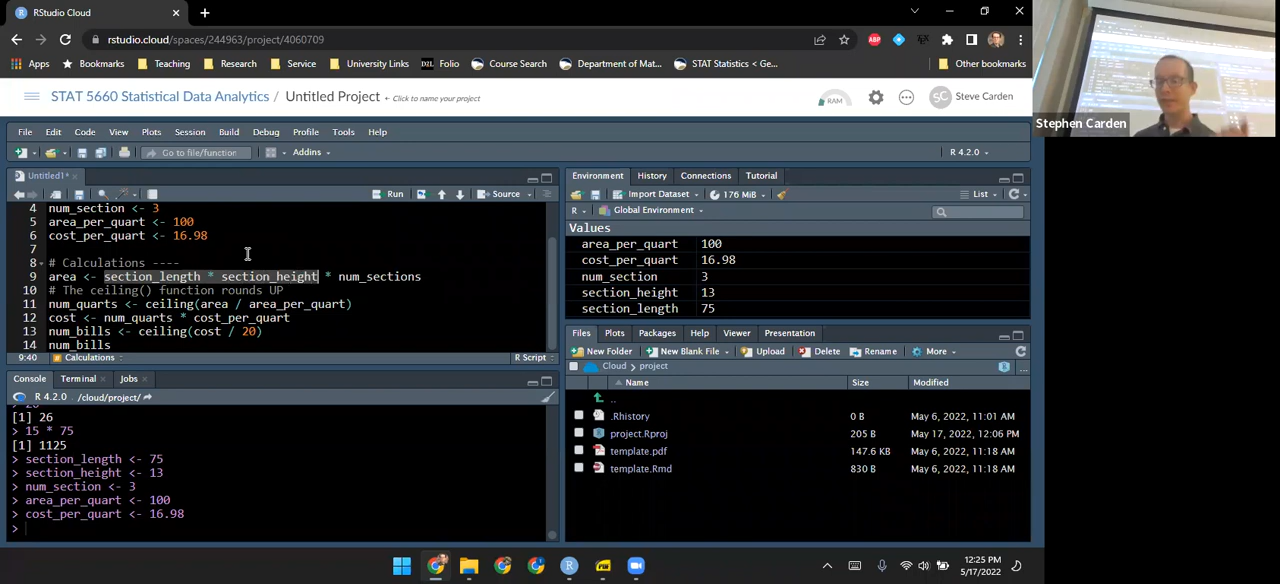 RStudio Cloud
rstudio.cloud/spaces/244963/project/4060709
Apps Bookmarks Teaching Research Service University Links Folio Course Search Department of Mat... STAT Statistics < Ge... Other bookmarks
STAT 5660 Statistical Data Analytics / Untitled Project Click to name your project RAM SC Steve Carden
Stephen Carden
File Edit Code View Plots Session Build Debug Profile Tools Help
Go to file/function Addins R 4.2.0
Untitled1*
Run Source
4 num_section <- 3
5 area_per_quart <- 100
6 cost_per_quart <- 16.98
7
8 # Calculations ----
9 area <- section_length * section_height * num_sections
10 # The ceiling() function rounds UP
11 num_quarts <- ceiling(area / area_per_quart)
12 cost <- num_quarts * cost_per_quart
13 num_bills <- ceiling(cost / 20)
14 num_bills
9:40 Calculations R Script
Environment History Connections Tutorial
Import Dataset 176 MiB List
R Global Environment
Values
area_per_quart 100
cost_per_quart 16.98
num_section 3
section_height 13
section_length 75
Console Terminal Jobs
R 4.2.0 . /cloud/project/
[1] 26
> 15 * 75
[1] 1125
> section_length <- 75
> section_height <- 13
> num_section <- 3
> area_per_quart <- 100
> cost_per_quart <- 16.98
>
Files Plots Packages Help Viewer Presentation
New Folder New Blank File Upload Delete Rename More
Cloud project
Name Size Modified
..
.Rhistory 0 B May 6, 2022, 11:01 AM
project.Rproj 205 B May 17, 2022, 12:06 PM
template.pdf 147.6 KB May 6, 2022, 11:18 AM
template.Rmd 830 B May 6, 2022, 11:18 AM
12:25 PM
5/17/2022